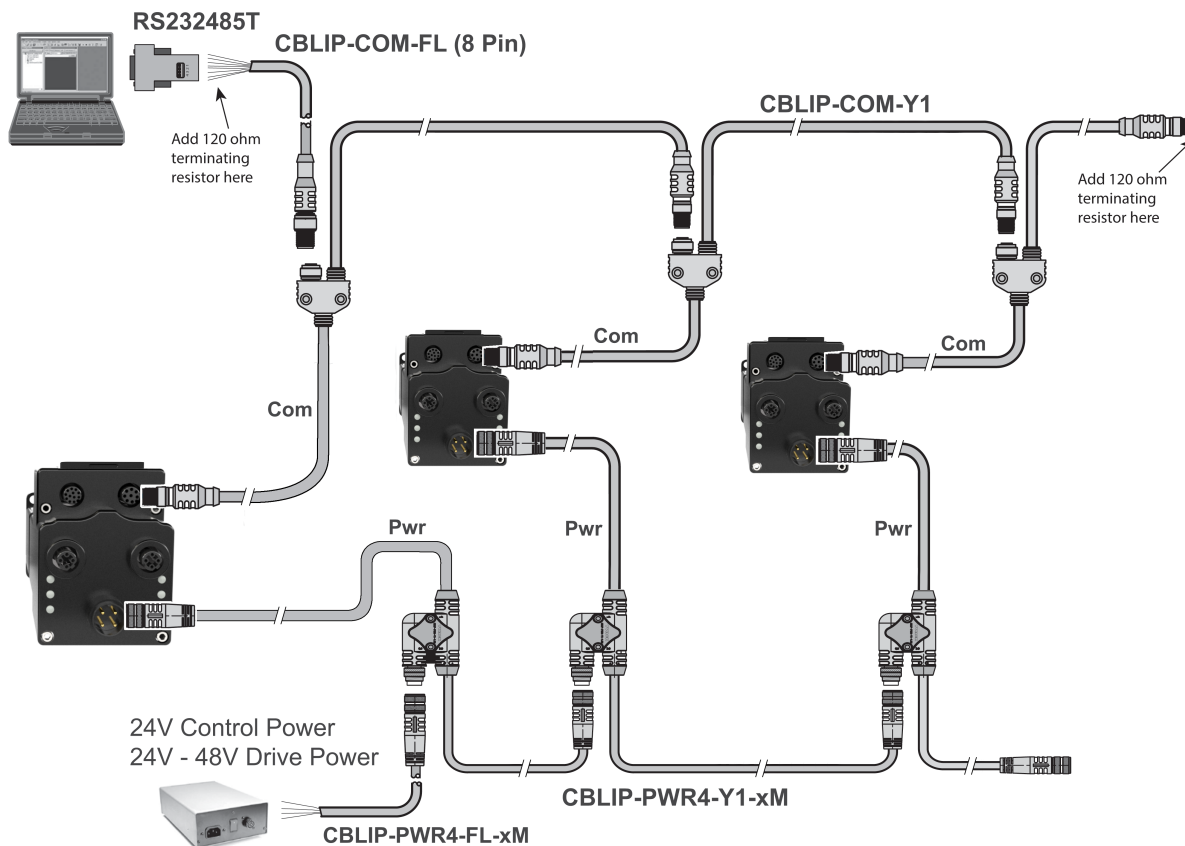 RS232485T
CBLIP-COM-FL (8 Pin)
CBLIP-COM-Y1
Add 120 ohm
terminating
resistor here
Add 120 ohm
terminating
resistor here
Com
Com
Com
Pwr
Pwr
Pwr
24V Control Power
24V - 48V Drive Power
CBLIP-PWR4-Y1-xM
CBLIP-PWR4-FL-xM